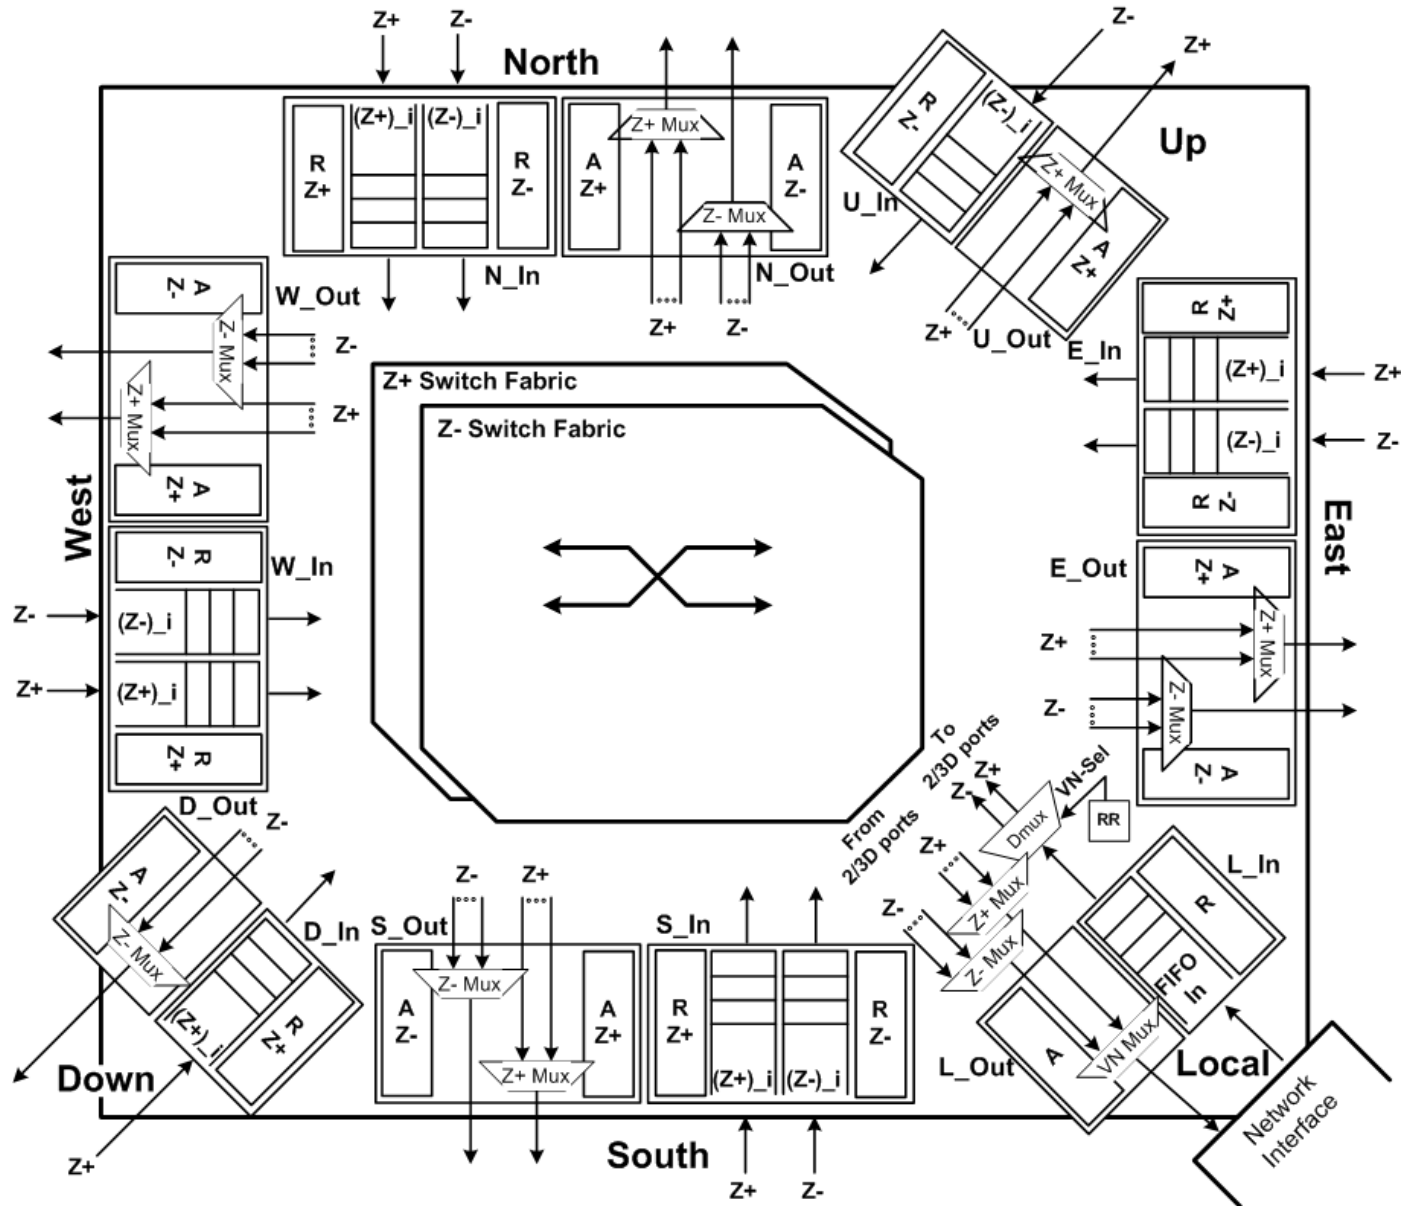 Z+
Z-
North
R
Z+
(Z+)_i
(Z-)_i
R
Z-
N_In
A
Z+
Z+ Mux
Z- Mux
A
Z-
N_Out
Z+
Z-
Z-
Z+
Up
R
Z-
(Z-)_i
U_In
Z+ Mux
A
Z+
Z+
U_Out
E_In
R
Z+
(Z+)_i
(Z-)_i
R
Z-
Z+
Z-
East
E_Out
A
Z+
Z+ Mux
Z- Mux
A
Z-
Z+
Z-
W_Out
A
Z-
Z- Mux
Z+ Mux
A
Z+
Z-
Z+
West
W_In
R
Z-
(Z-)_i
(Z+)_i
R
Z+
Z-
Z+
Z+ Switch Fabric
Z- Switch Fabric
D_Out
Z-
A
Z-
Z- Mux
D_In
(Z+)_i
R
Z+
Down
Z+
S_Out
Z-
Z+
A
Z-
Z- Mux
Z+ Mux
A
Z+
South
S_In
R
Z+
(Z+)_i
(Z-)_i
R
Z-
Z+
Z-
To
2/3D ports
Z+
Z-
VN-Sel
RR
Dmux
From
2/3D ports
Z+
Z-
Z+ Mux
Z- Mux
L_In
R
FIFO
In
L_Out
A
VN Mux
Local
Network
Interface